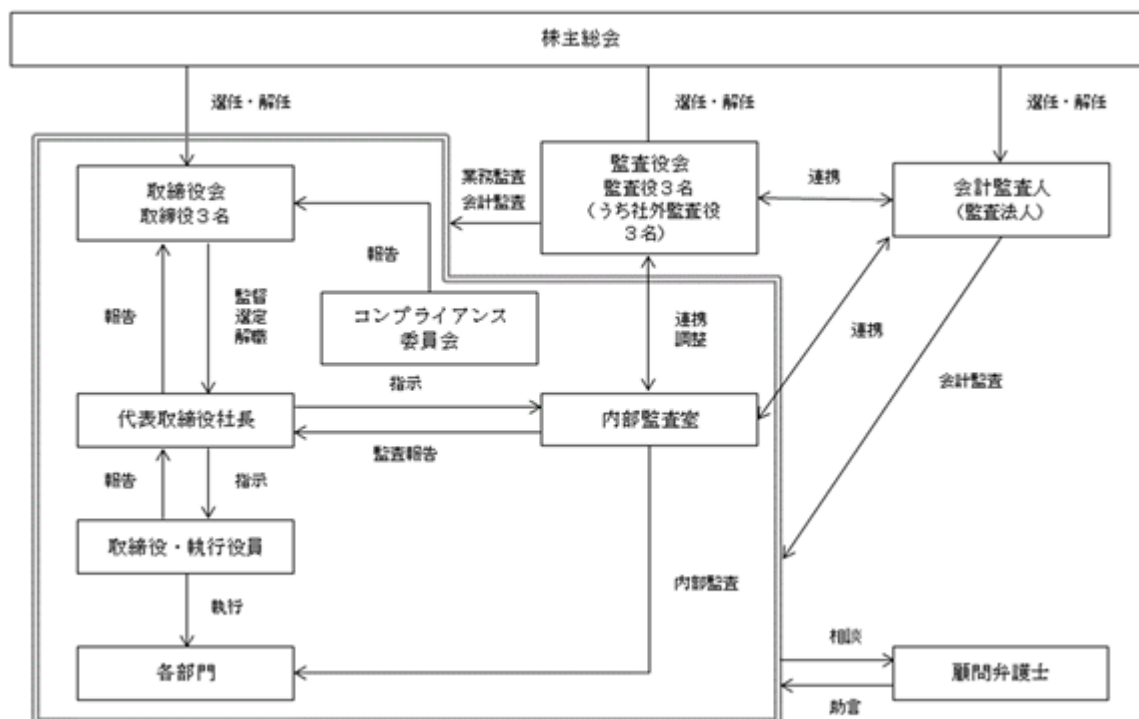 株主総会
選任・解任
選任・解任
選任・解任
取締役会
取締役3名
業務監査
会計監査
監査役会
監査役3名
(うち社外監査役
3名)
連携
会計監査人
(監査法人)
報告
監督
選定
解職
報告
コンプライアンス
委員会
連携
調整
連携
会計監査
代表取締役社長
指示
監査報告
内部監査室
報告
指示
取締役・執行役員
執行
内部監査
各部門
相談
助言
顧問弁護士